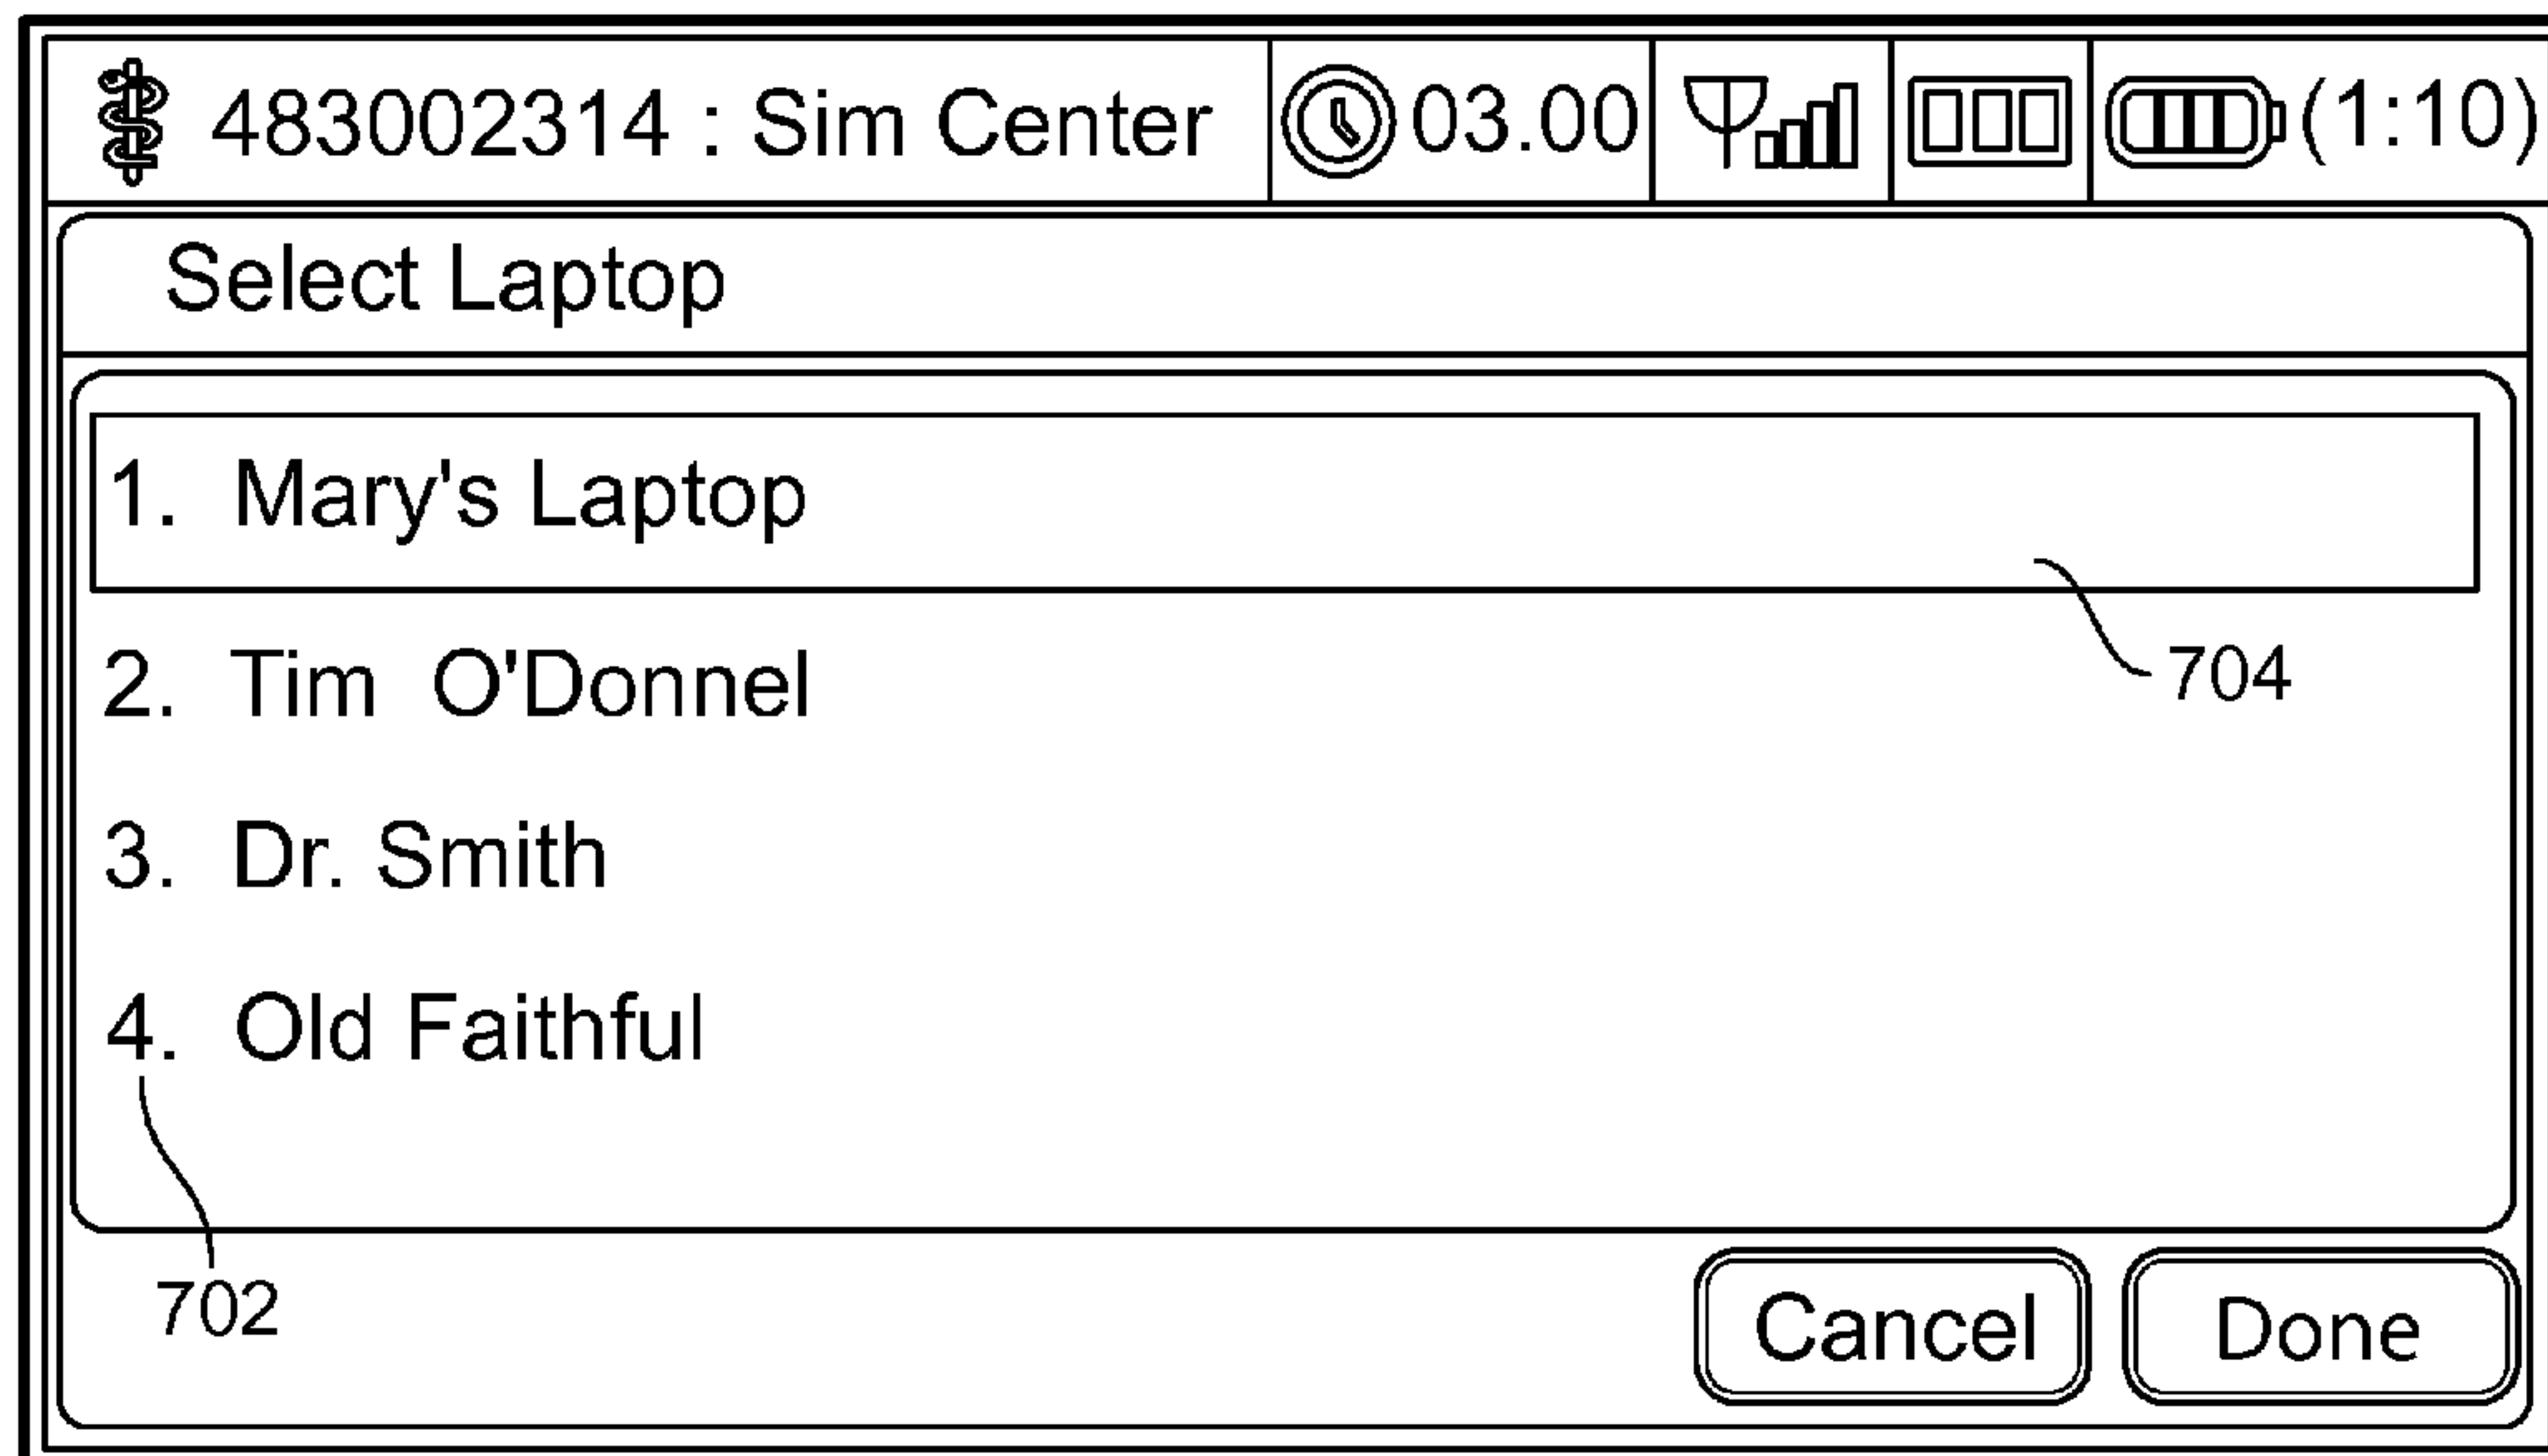 483002314 : Sim Center 03.00 (1:10)
Select Laptop
1. Mary's Laptop
2. Tim O'Donnel
704
3. Dr. Smith
4. Old Faithful
702
Cancel Done